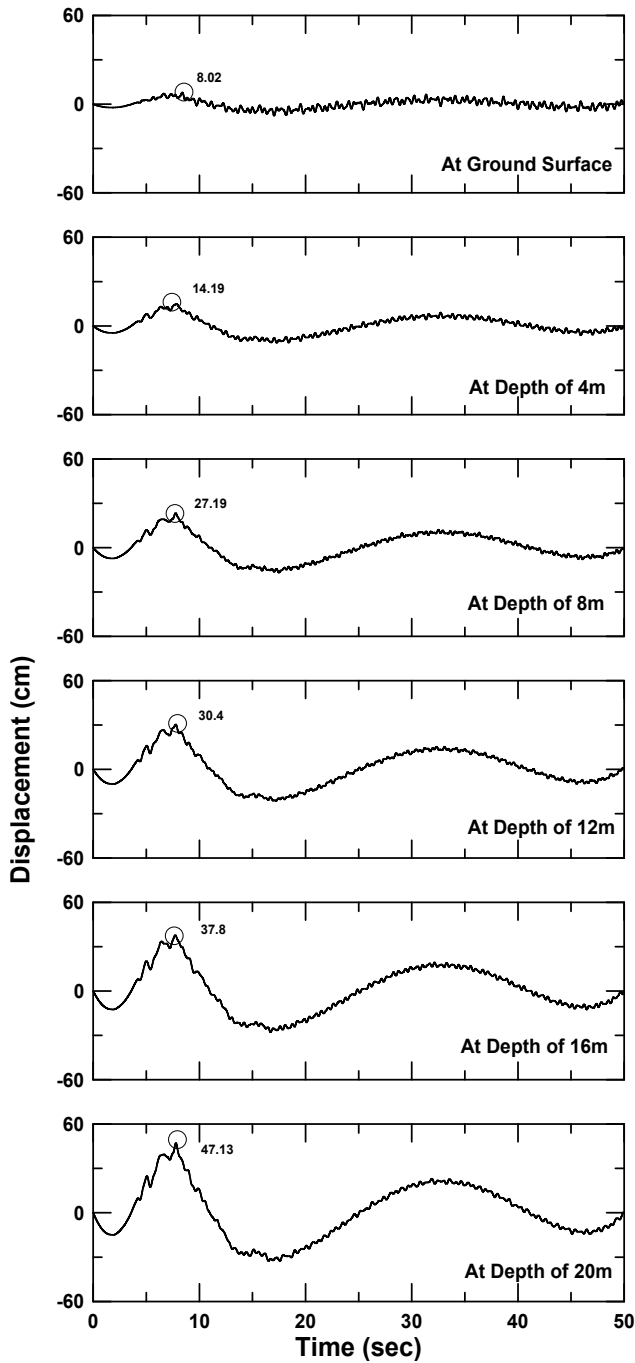 60
8.02
0
At Ground Surface
-60
60
14.19
0
At Depth of 4m
-60
60
27.19
0
At Depth of 8m
-60
Displacement (cm)
60
30.4
0
At Depth of 12m
-60
60
37.8
0
At Depth of 16m
-60
60
47.13
0
At Depth of 20m
-60
0 10 20 30 40 50
Time (sec)